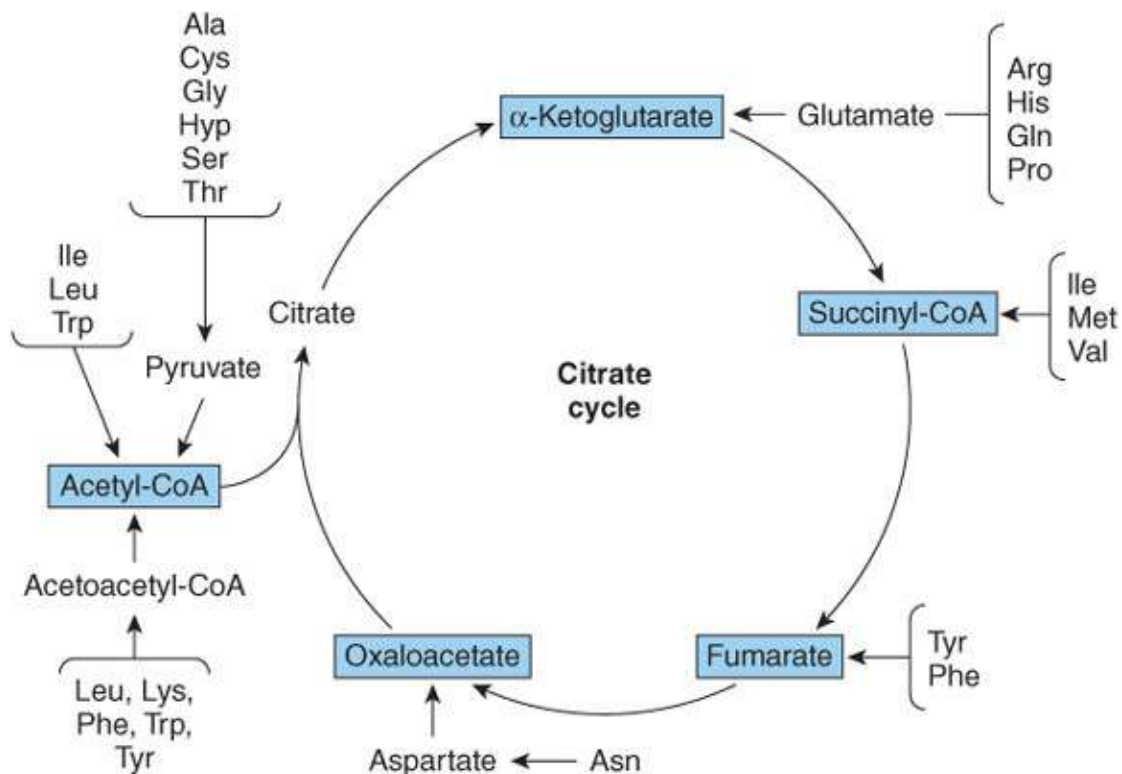 Ala
Cys
Gly
Hyp
Ser
Thr
α-Ketoglutarate
Glutamate
Arg
His
Gln
Pro
Ile
Leu
Trp
Citrate
Pyruvate
Succinyl-CoA
Ile
Met
Val
Citrate
cycle
Acetyl-CoA
Acetoacetyl-CoA
Leu, Lys,
Phe, Trp,
Tyr
Oxaloacetate
Fumarate
Tyr
Phe
Aspartate
Asn